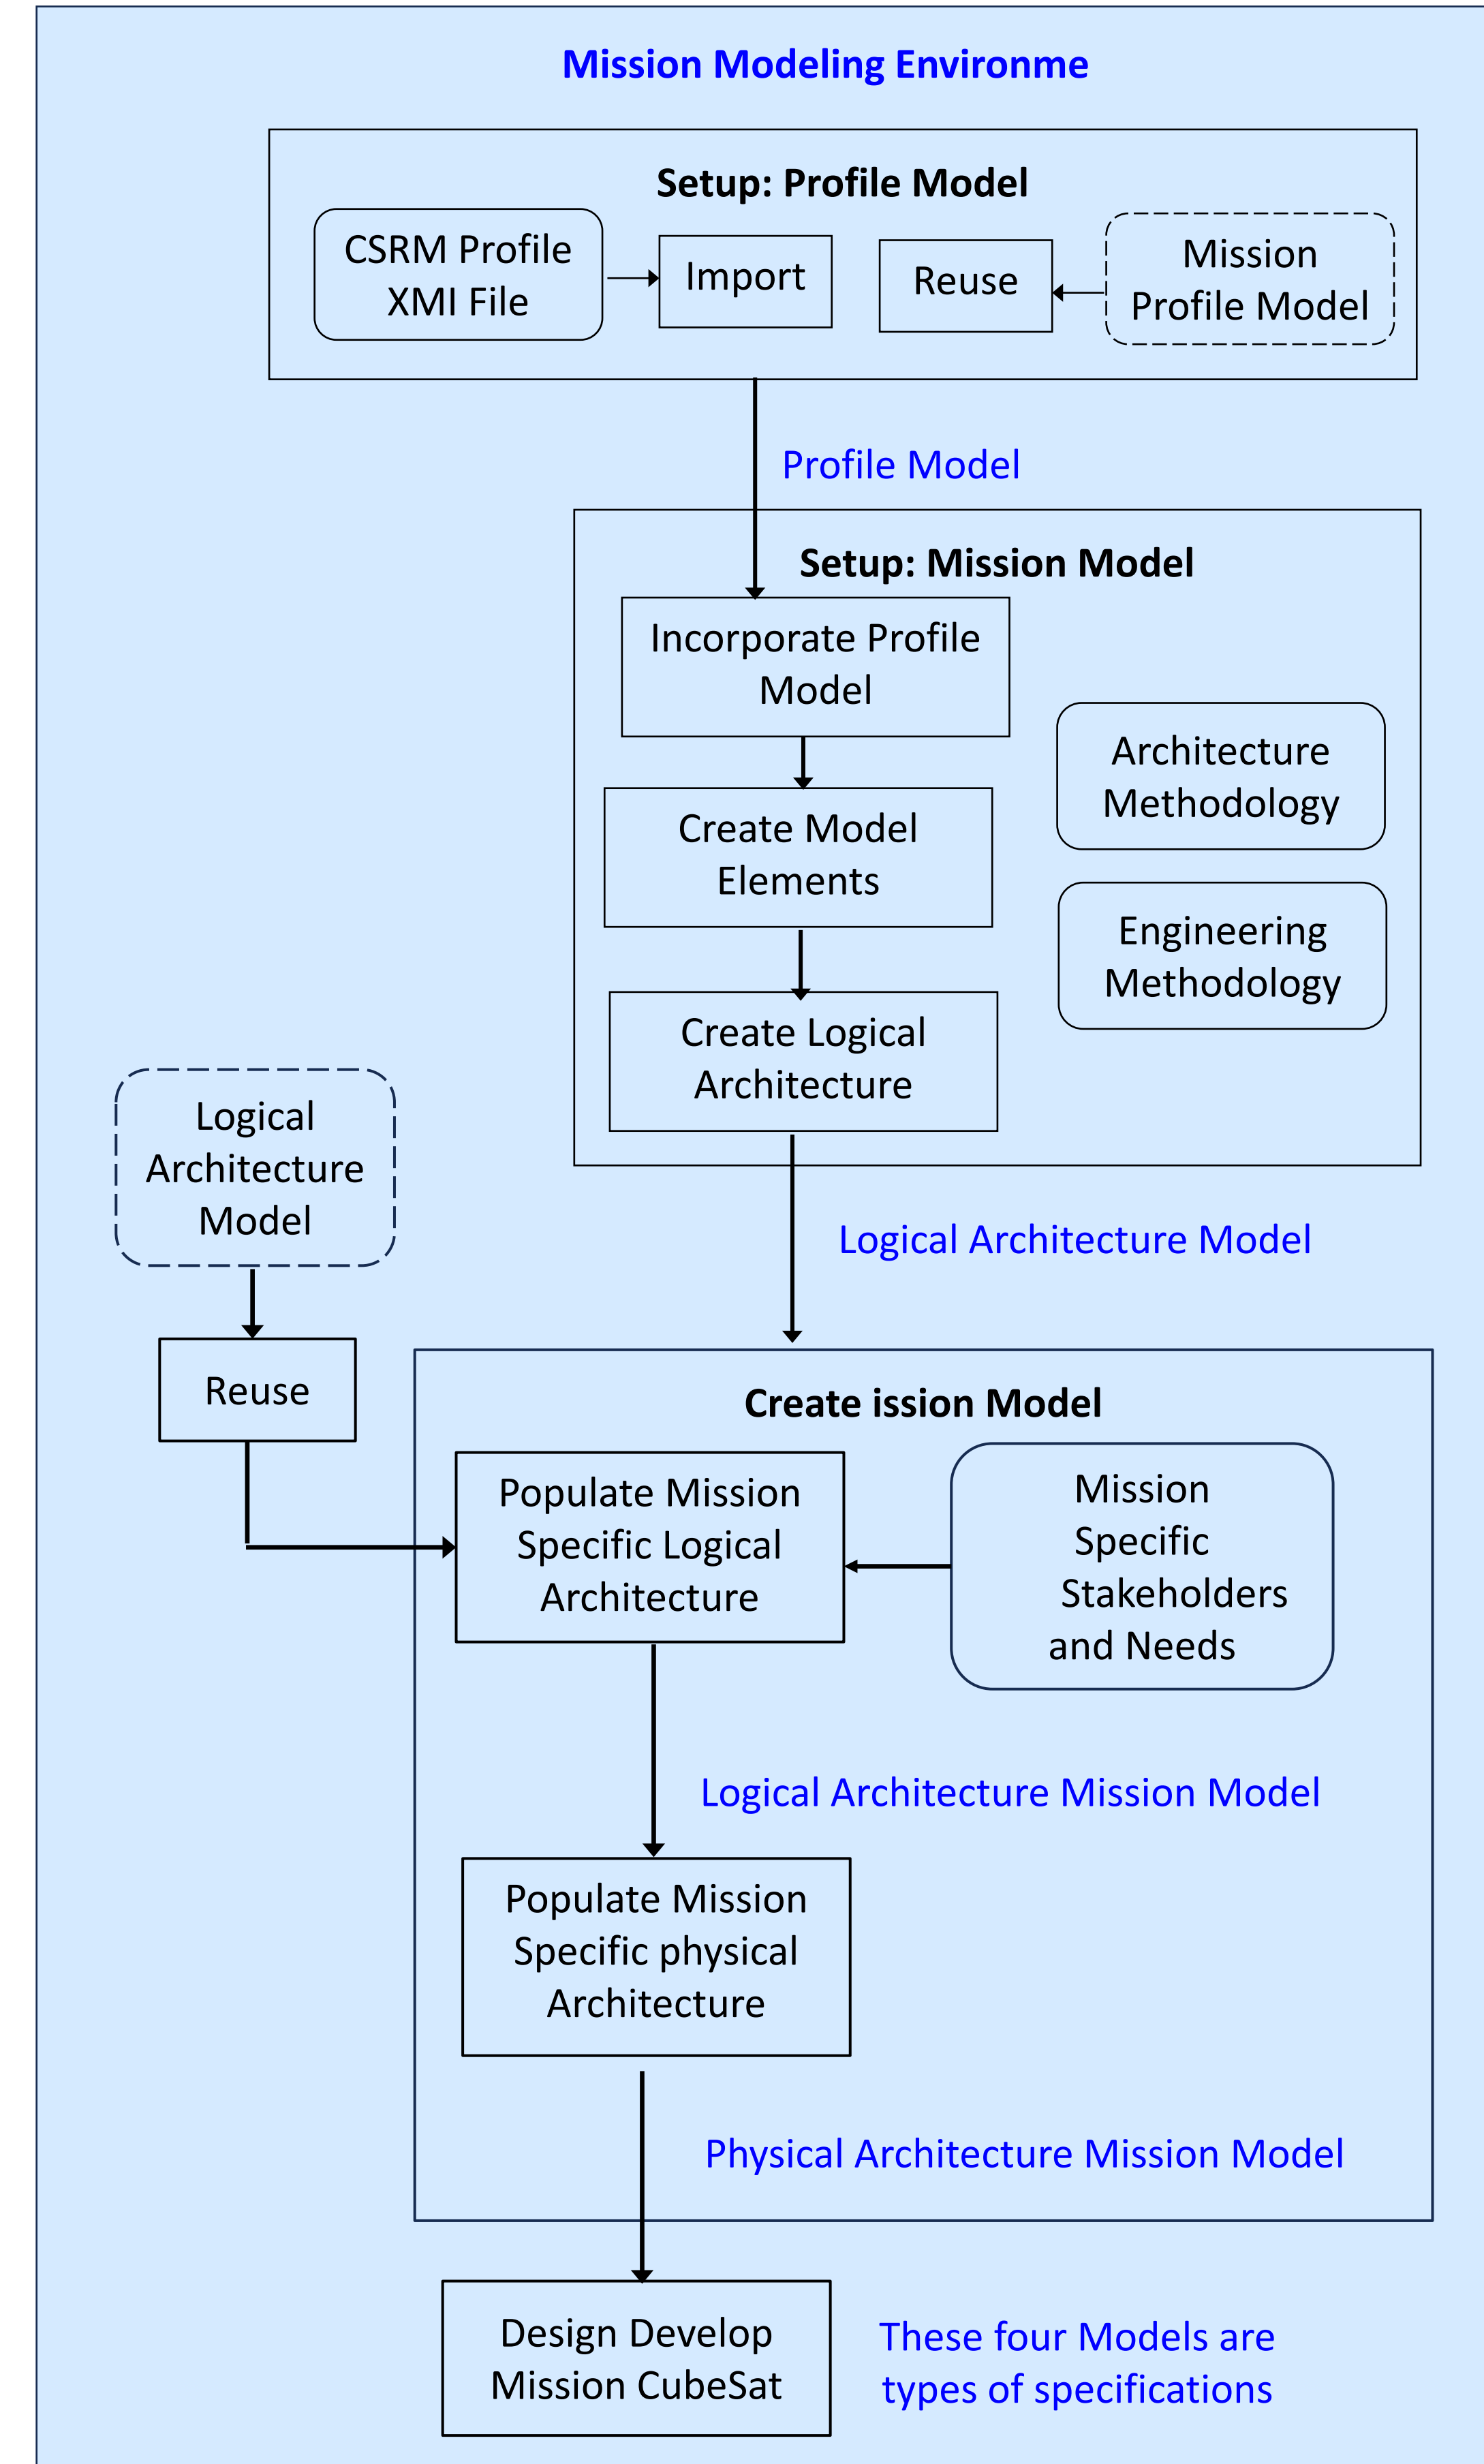 Mission Modeling Environme
Setup: Profile Model
CSRM Profile
XMI File
Import
Reuse
Mission
Profile Model
Profile Model
Setup: Mission Model
Incorporate Profile
Model
Architecture
Methodology
Create Model
Elements
Engineering
Methodology
Create Logical
Architecture
Logical
Architecture
Model
Logical Architecture Model
Reuse
Create ission Model
Populate Mission
Specific Logical
Architecture
Mission
Specific
Stakeholders
and Needs
Logical Architecture Mission Model
Populate Mission
Specific physical
Architecture
Physical Architecture Mission Model
Design Develop
Mission CubeSat
These four Models are
types of specifications